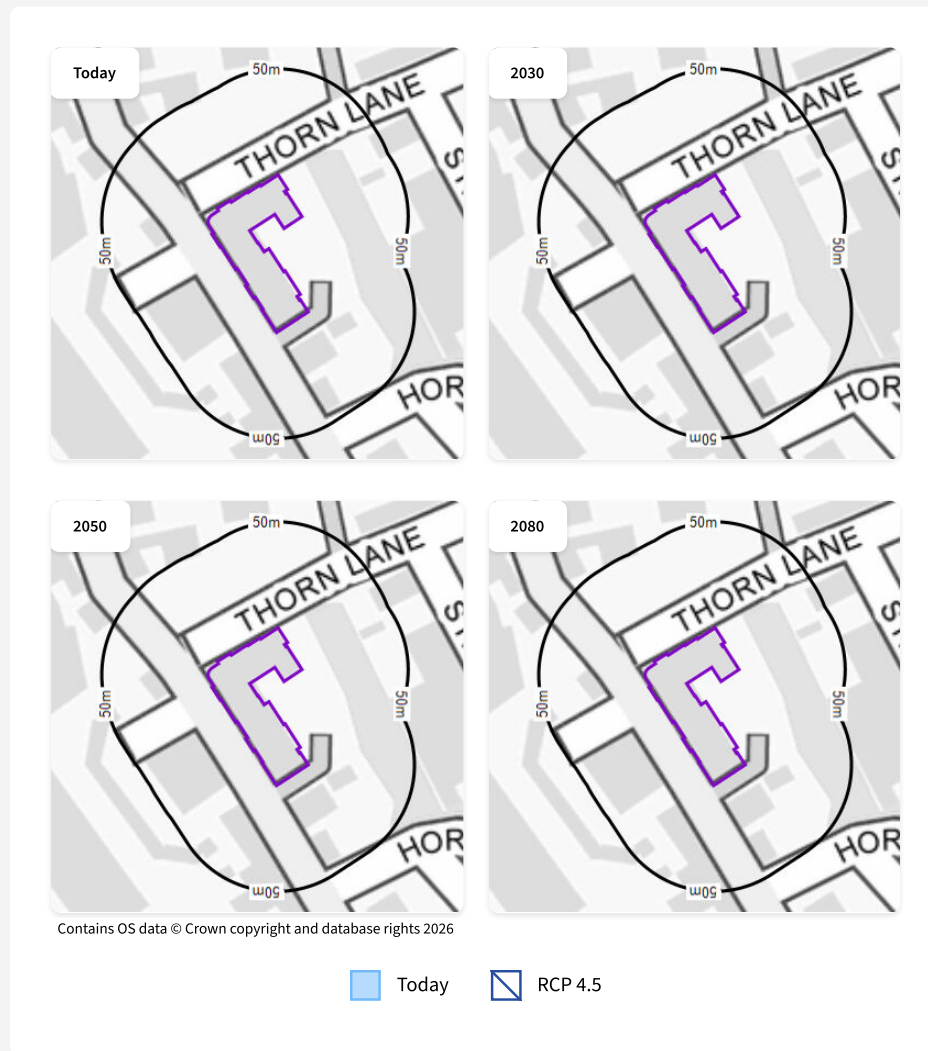 Today
50m
THORN LANE
50m
50m
HOR
50m
2030
50m
THORN LANE
50m
50m
HOR
50m
2050
50m
THORN LANE
50m
50m
HOR
50m
2080
50m
THORN LANE
50m
50m
HOR
50m
Contains OS data © Crown copyright and database rights 2026
Today
RCP 4.5